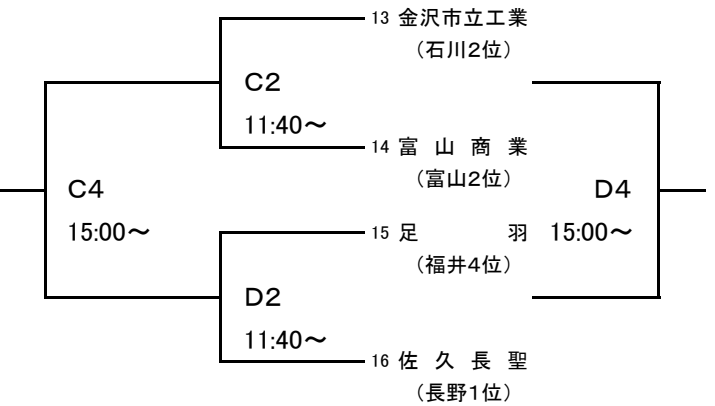 13 金沢市立工業
（石川2位）
C2
11:40～
14 富山商業
（富山2位）
C4
D4
15:00～
15 足羽
15:00～
（福井4位）
D2
11:40～
16 佐久長聖
（長野1位）